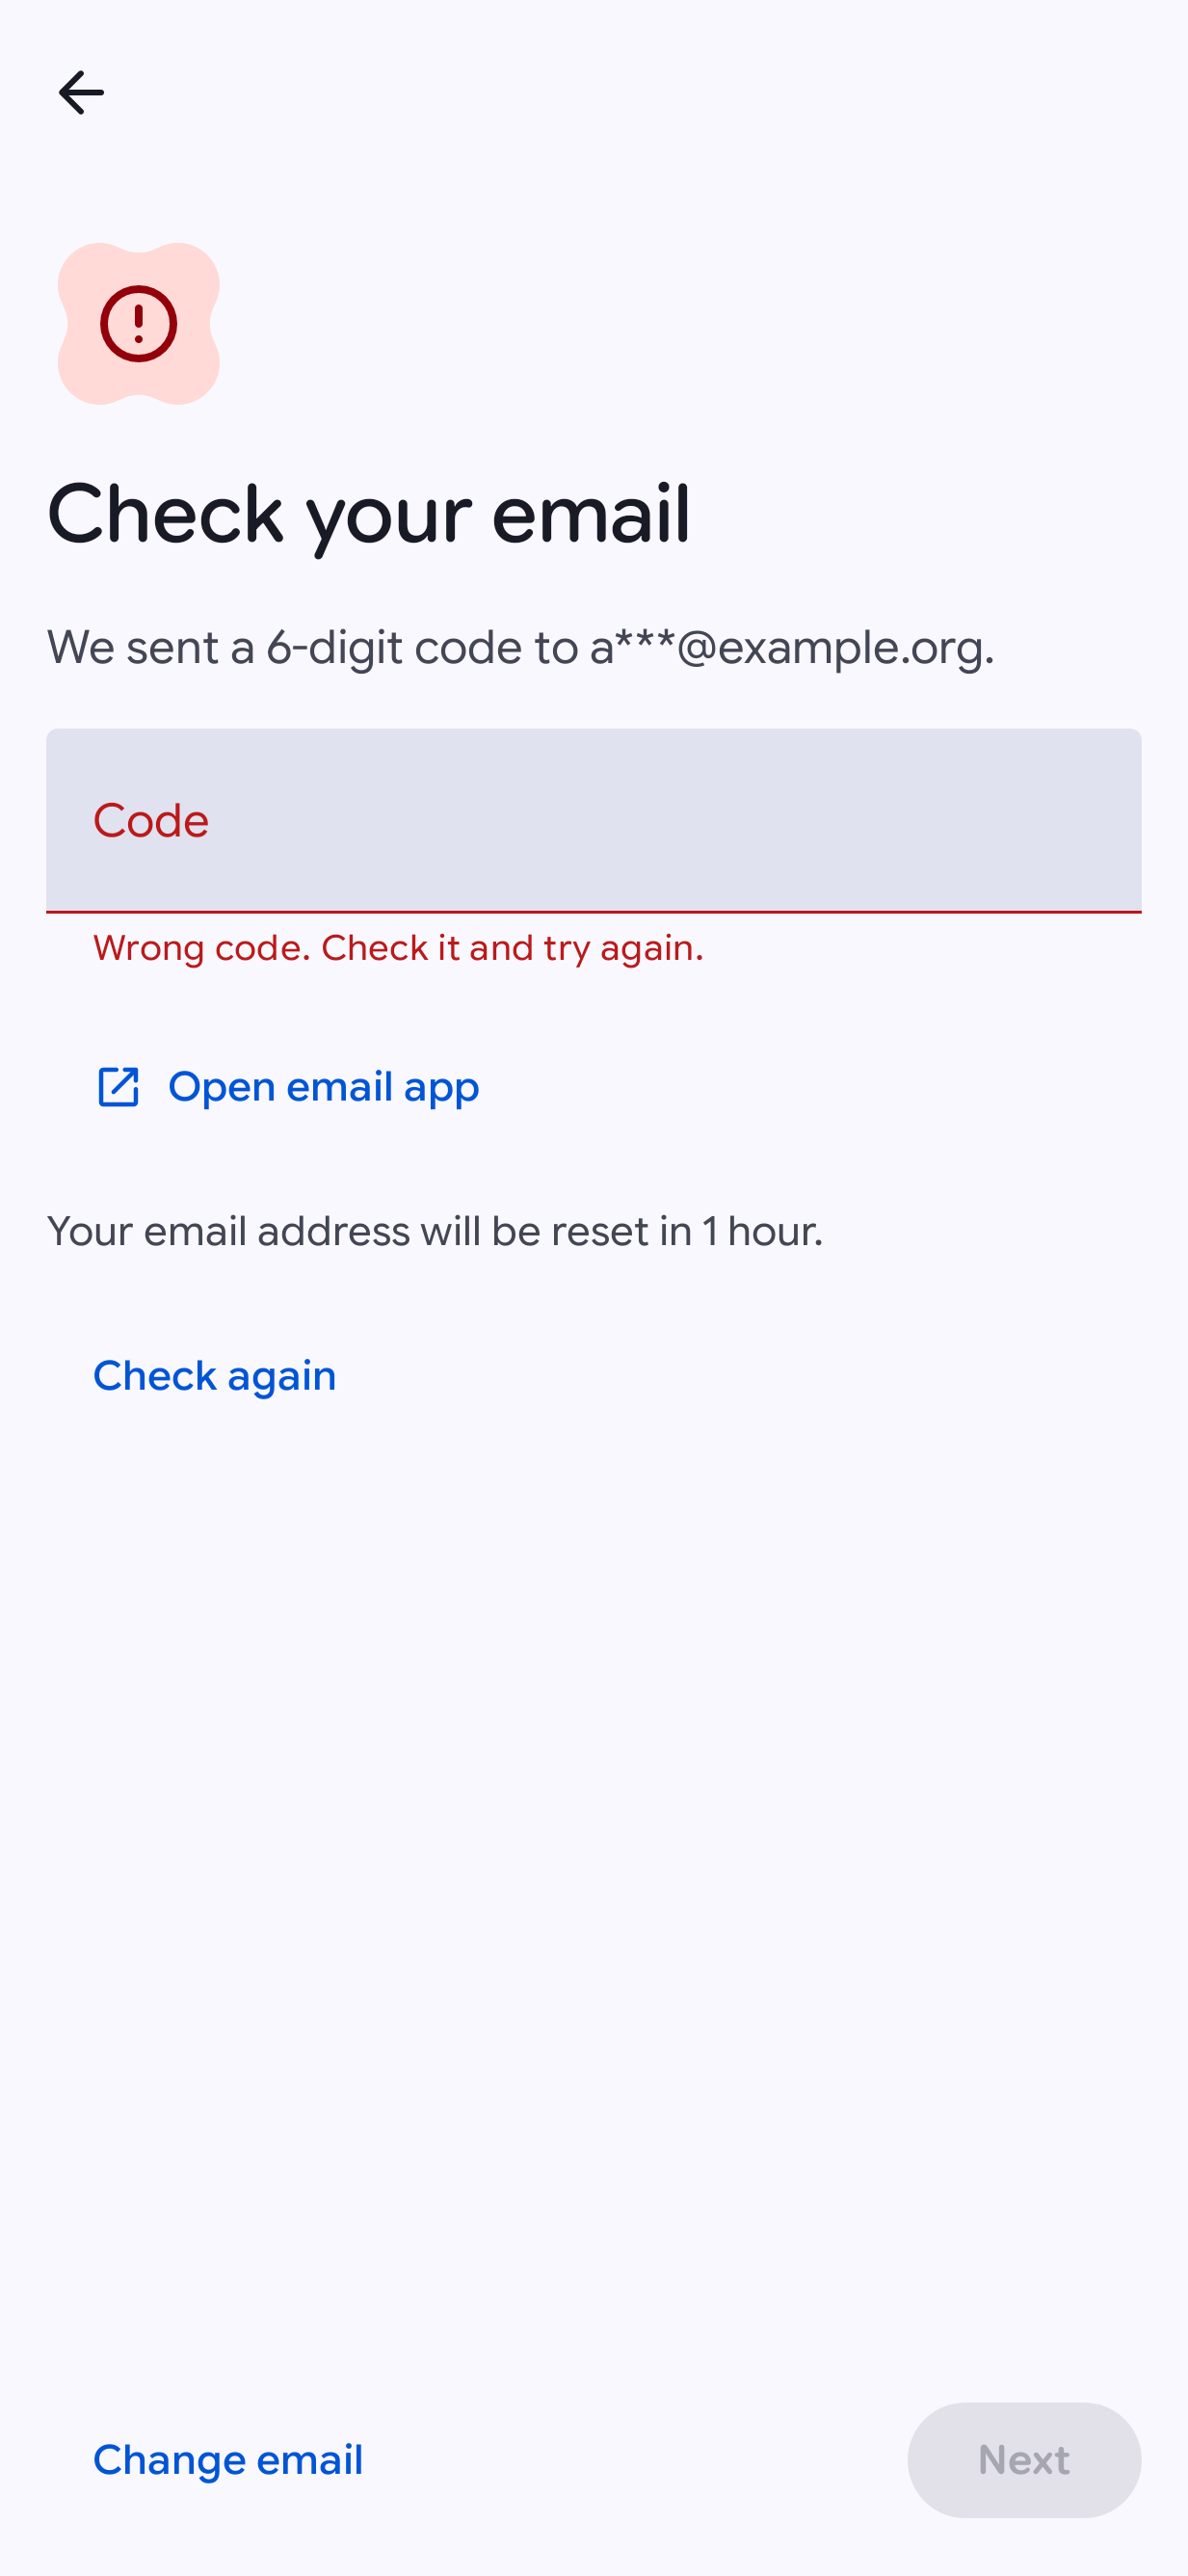 Check your email
We sent a 6-digit code to a***@example.org.
Code
Wrong code. Check it and try again.
Open email app
Your email address will be reset in 1 hour.
Check again
Change email
Next